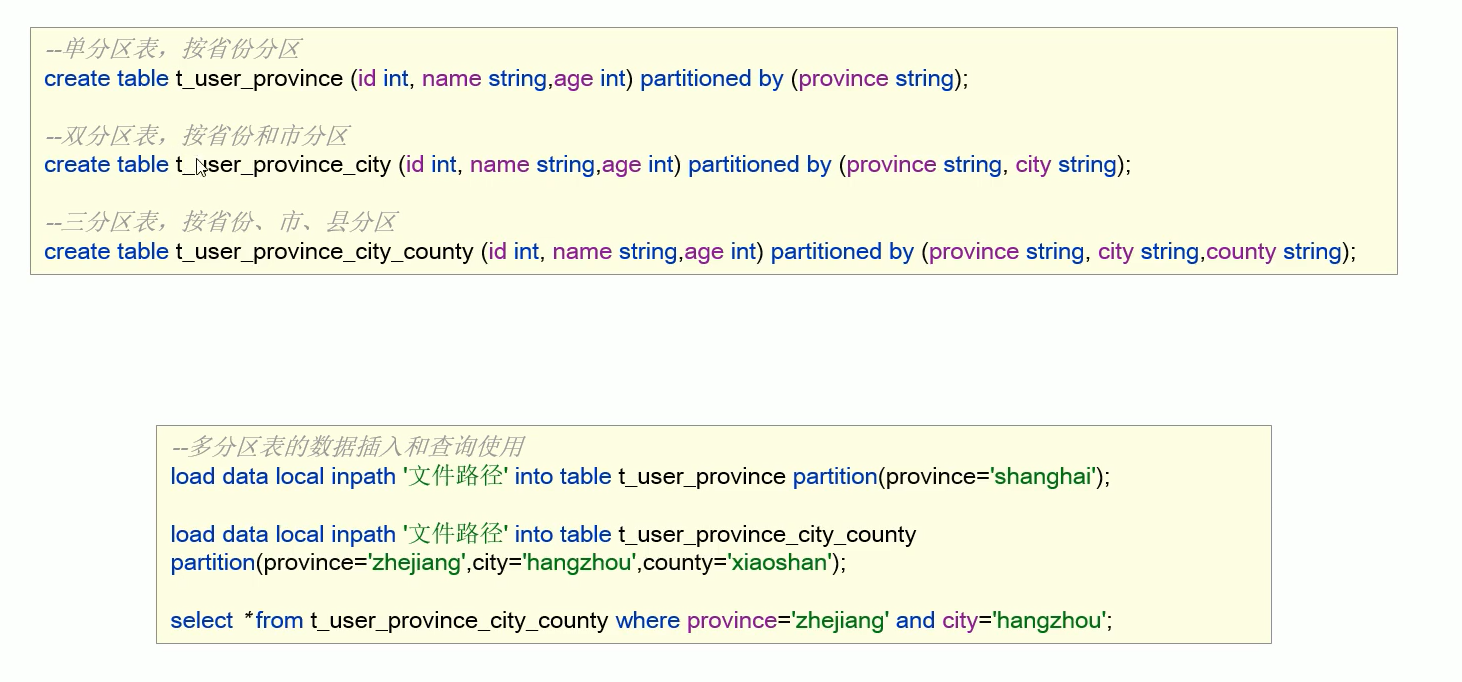 --单分区表，按省份分区
create table t_user_province (id int, name string,age int) partitioned by (province string);
--双分区表，按省份和市分区
create table t_user_province_city (id int, name string,age int) partitioned by (province string, city string);
--三分区表，按省份、市、县分区
create table t_user_province_city_county (id int, name string,age int) partitioned by (province string, city string,county string);
--多分区表的数据插入和查询使用
load data local inpath '文件路径' into table t_user_province partition(province='shanghai');
load data local inpath '文件路径' into table t_user_province_city_county
partition(province='zhejiang',city='hangzhou',county='xiaoshan');
select *from t_user_province_city_county where province='zhejiang' and city='hangzhou';